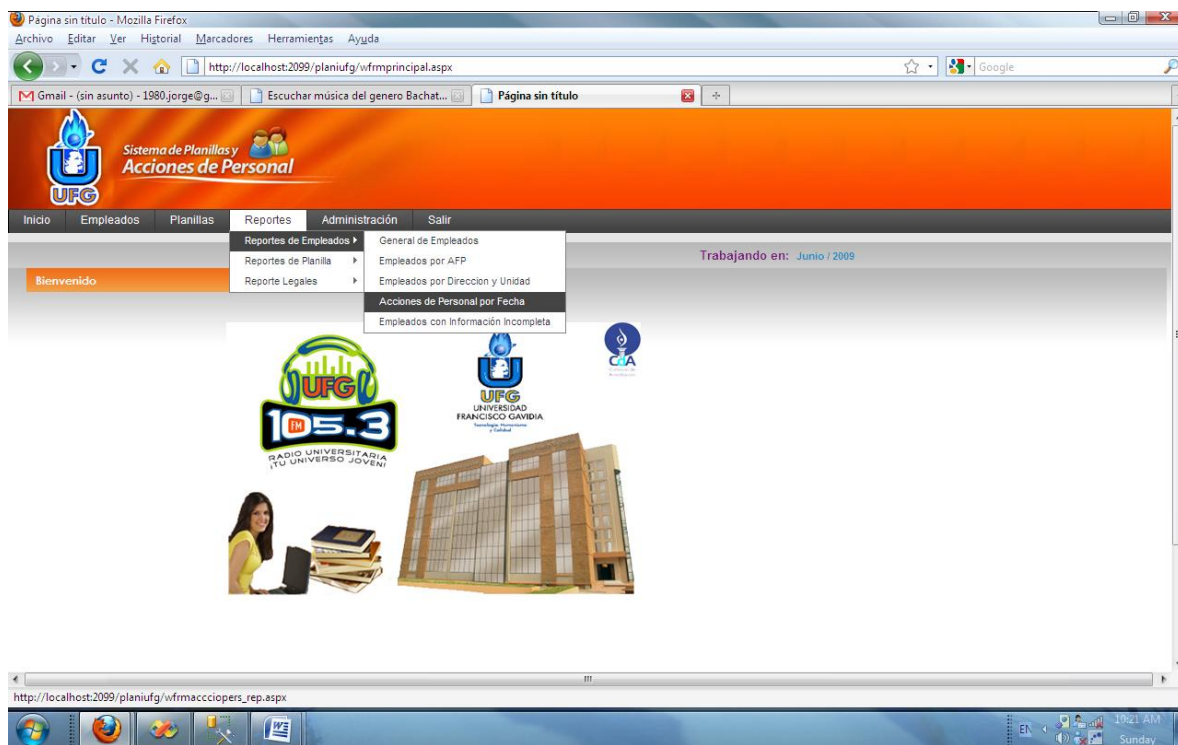 Página sin título - Mozilla Firefox
Archivo Editar Ver Historial Marcadores Herramientas Ayuda
http://localhost:2099/planiufg/wfrmprincipal.aspx
Google
Gmail - (sin asunto) - 1980.jorge@g...
Escuchar música del genero Bachat...
Página sin título
Sistema de Planillas y
Acciones de Personal
UFG
Inicio Empleados Planillas Reportes Administración Salir
Reportes de Empleados
Reportes de Planilla
Reporte Legales
General de Empleados
Empleados por AFP
Empleados por Direccion y Unidad
Acciones de Personal por Fecha
Empleados con Información Incompleta
Trabajando en: Junio / 2009
Bienvenido
UFG
FM 105.3
RADIO UNIVERSITARIA
¡TU UNIVERSO JOVEN!
UFG
UNIVERSIDAD
FRANCISCO GAVIDIA
Tecnología, Humanismo
y Calidad
CdA
http://localhost:2099/planiufg/wfrmaccciopers_rep.aspx
EN
10:21 AM
Sunday